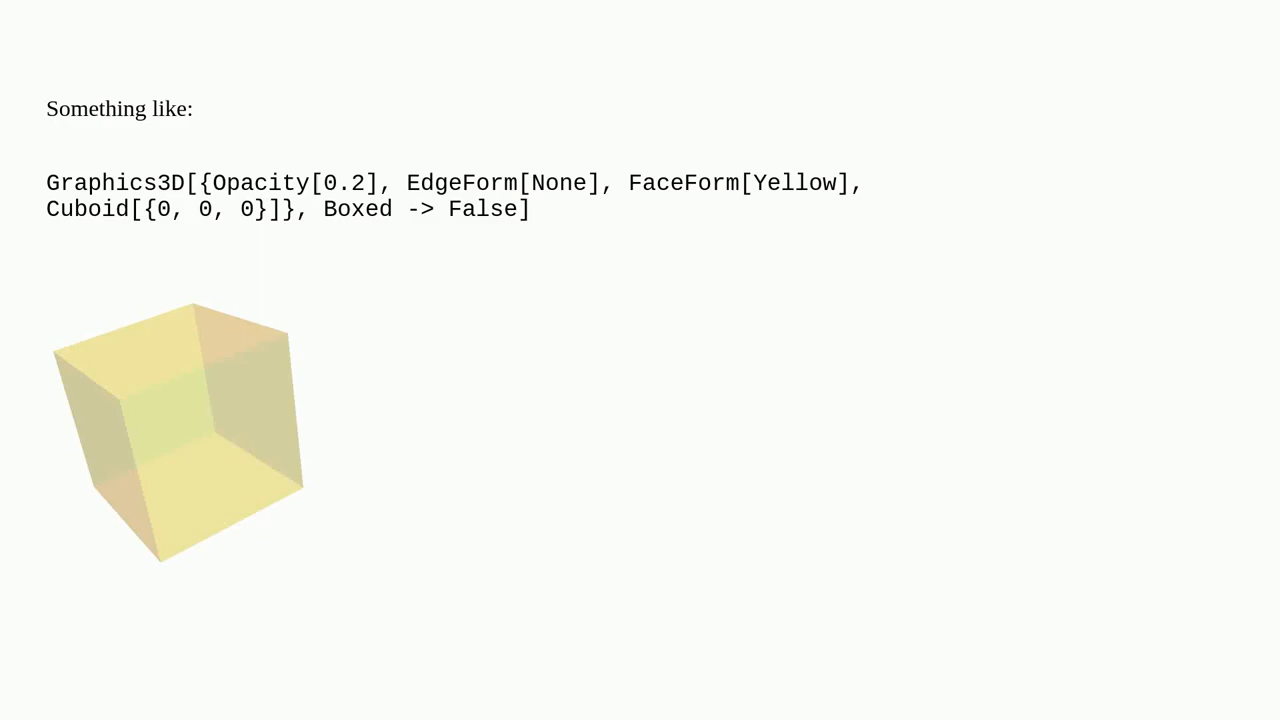 Something like:
Graphics3D[{Opacity[0.2], EdgeForm[None], FaceForm[Yellow],
Cuboid[{0, 0, 0}]}, Boxed -> False]